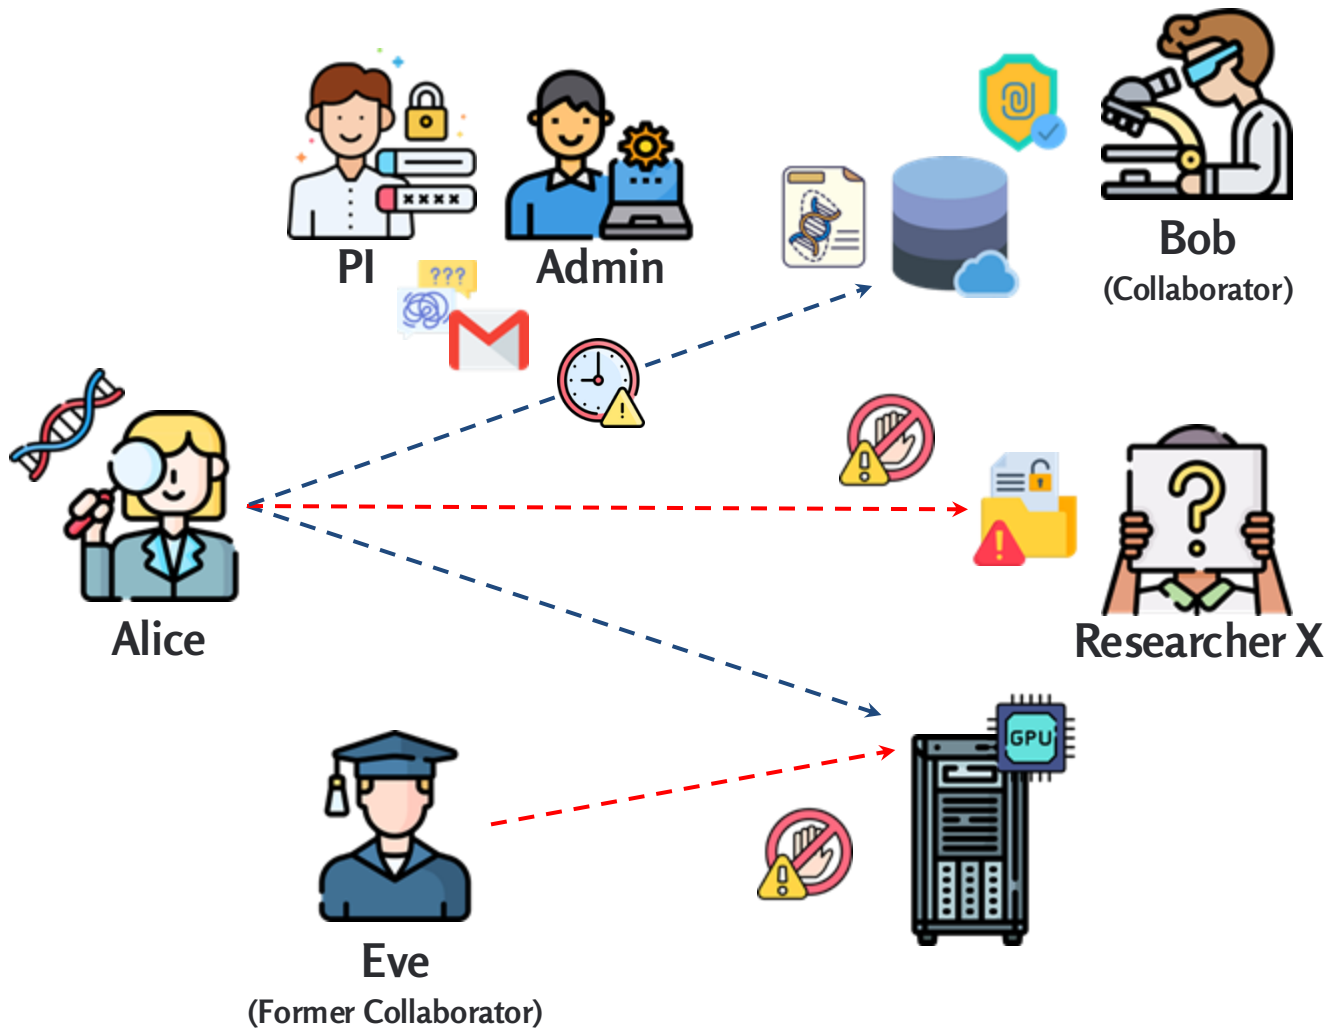 PI
Admin
???
Bob
(Collaborator)
Alice
Researcher X
GPU
Eve
(Former Collaborator)